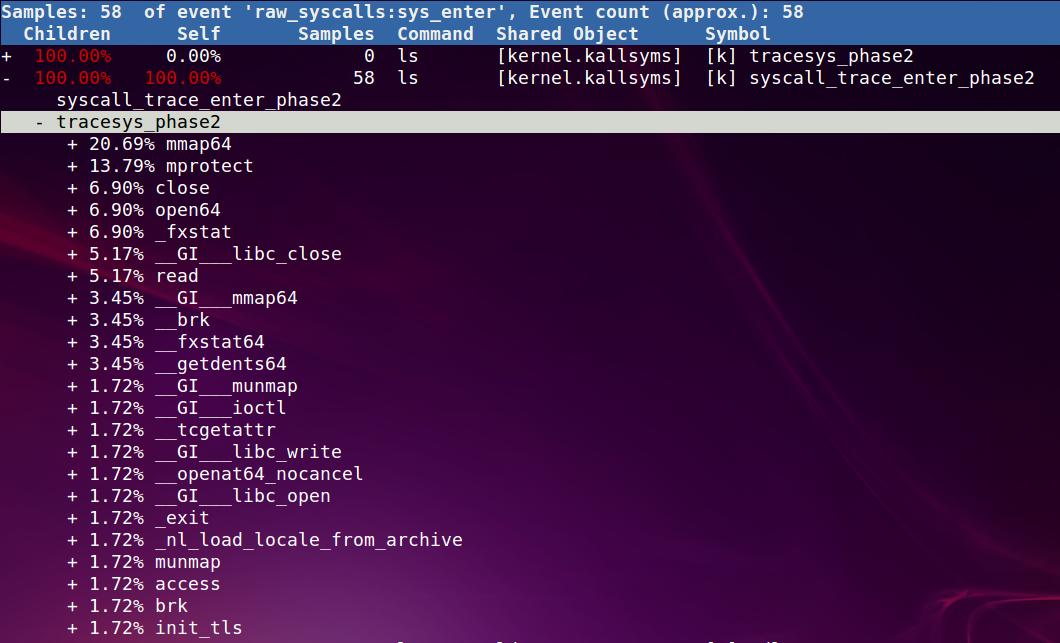 Samples: 58  of event 'raw_syscalls:sys_enter', Event count (approx.): 58
  Children      Self       Samples  Command  Shared Object      Symbol
+  100.00%     0.00%             0  ls       [kernel.kallsyms]  [k] tracesys_phase2
-  100.00%   100.00%            58  ls       [kernel.kallsyms]  [k] syscall_trace_enter_phase2
     syscall_trace_enter_phase2
   - tracesys_phase2
      + 20.69% mmap64
      + 13.79% mprotect
      + 6.90% close
      + 6.90% open64
      + 6.90% _fxstat
      + 5.17% __GI___libc_close
      + 5.17% read
      + 3.45% __GI___mmap64
      + 3.45% __brk
      + 3.45% __fxstat64
      + 3.45% __getdents64
      + 1.72% __GI___munmap
      + 1.72% __GI___ioctl
      + 1.72% __tcgetattr
      + 1.72% __GI___libc_write
      + 1.72% __openat64_nocancel
      + 1.72% __GI___libc_open
      + 1.72% _exit
      + 1.72% _nl_load_locale_from_archive
      + 1.72% munmap
      + 1.72% access
      + 1.72% brk
      + 1.72% init_tls